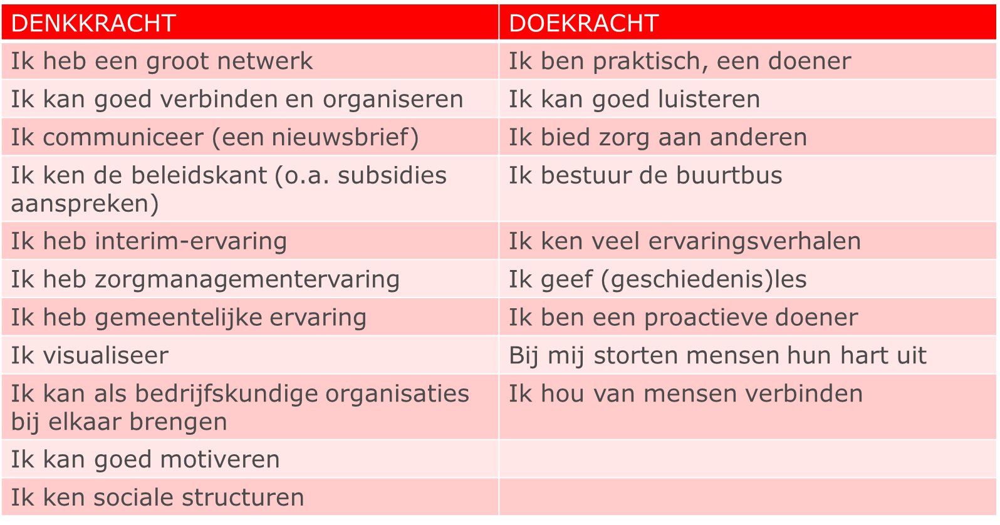 DENKKRACHT
DOEKRACHT
Ik heb een groot netwerk
Ik ben praktisch, een doener
Ik kan goed verbinden en organiseren
Ik kan goed luisteren
Ik communiceer (een nieuwsbrief)
Ik bied zorg aan anderen
Ik ken de beleidskant (o.a. subsidies
aanspreken)
Ik bestuur de buurtbus
Ik heb interim-ervaring
Ik ken veel ervaringsverhalen
Ik heb zorgmanagementervaring
Ik geef (geschiedenis)les
Ik heb gemeentelijke ervaring
Ik ben een proactieve doener
Ik visualiseer
Bij mij storten mensen hun hart uit
Ik kan als bedrijfskundige organisaties
bij elkaar brengen
Ik hou van mensen verbinden
Ik kan goed motiveren
Ik ken sociale structuren